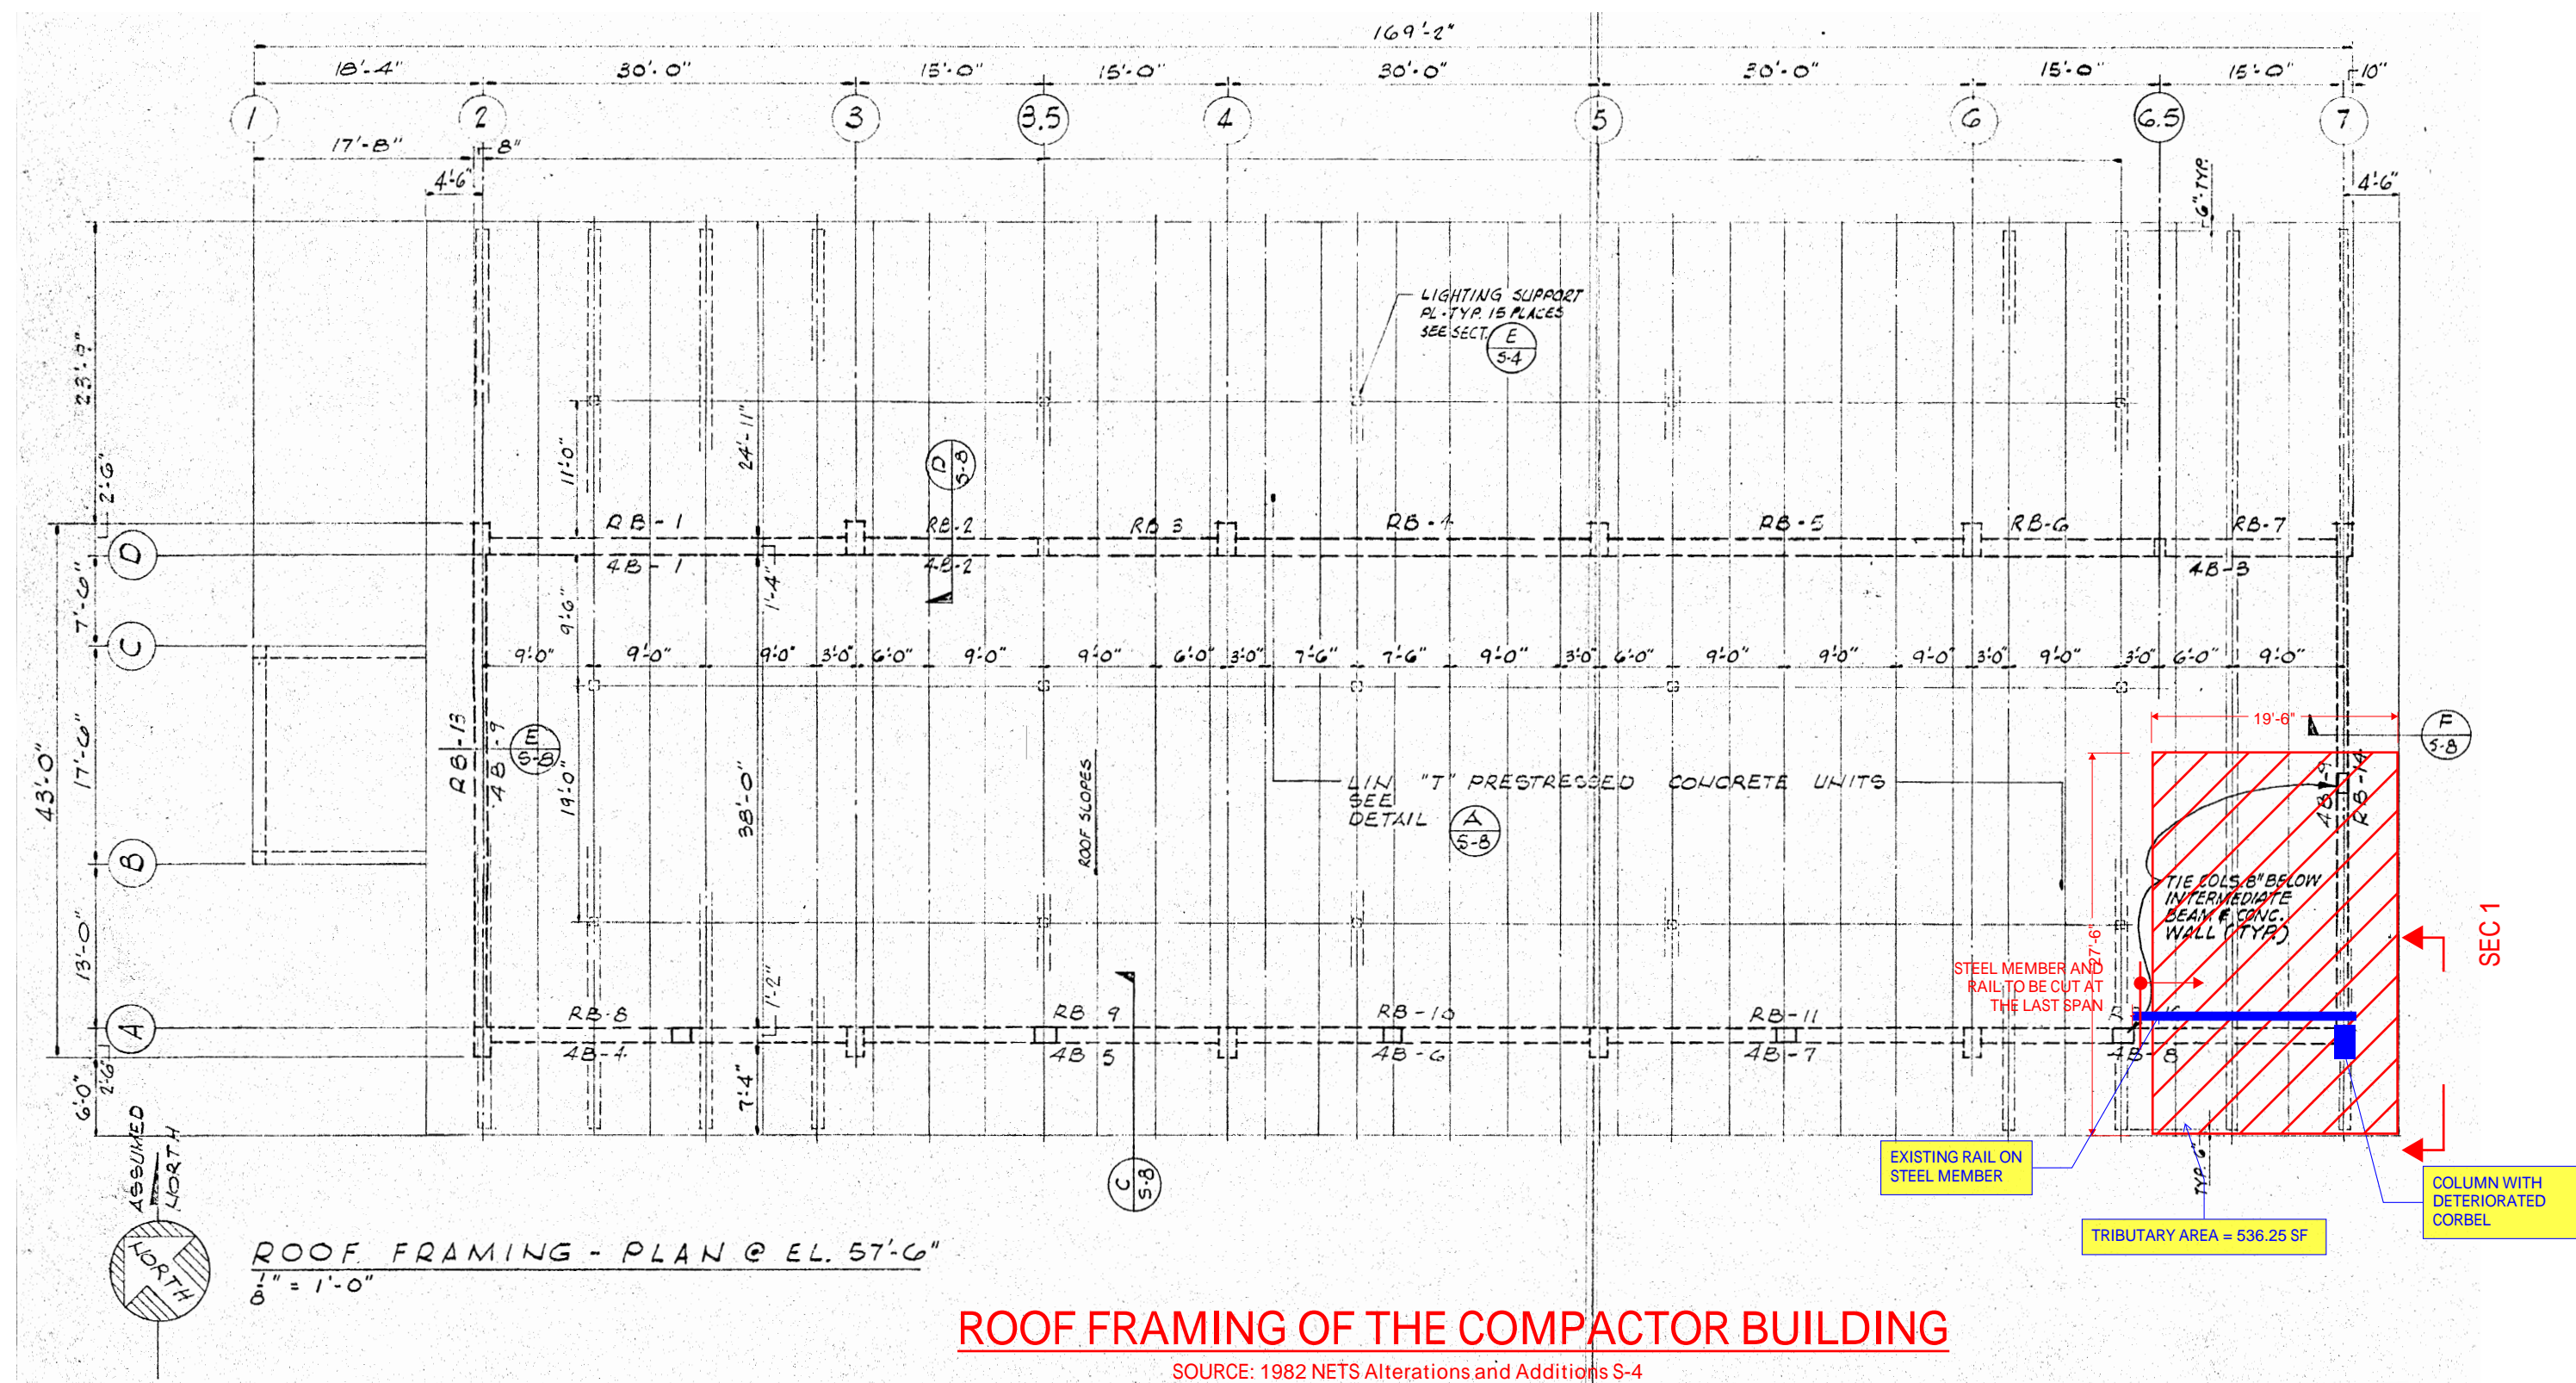 169'-2"
18'-4" 30'-0" 15'-0" 15'-0" 30'-0" 30'-0" 15'-0" 15'-0" 10"
1 2 3 3.5 4 5 6 6.5 7
17'-8" 8"
4'-6" 6" TYP. 4'-6"
LIGHTING SUPPORT
PL-TYP. 15 PLACES
SEE SECT. E
S-4
23'-0"
2'-6"
11'-0"
24'-11"
D
S-8
RB-1 RB-2 RB 3 RB-4 RB-5 RB-6 RB-7
D
4B-1 4B-2 4B-3
7'-6"
9'-6"
1'-4"
C
9'-0" 9'-0" 9'-0" 3'-0" 6'-0" 9'-0" 9'-0" 6'-0" 3'-0" 7'-6" 7'-6" 9'-0" 3'-0" 6'-0" 9'-0" 9'-0" 9'-0" 3'-0" 9'-0" 3'-0" 6'-0" 9'-0"
43'-0"
17'-6"
RB-13
4B-9
E
S-8
19'-0"
38'-0"
ROOF SLOPES
LIN "T" PRESTRESSED CONCRETE UNITS
SEE
DETAIL A
S-8
19'-6"
F
S-8
4B-9
RB-14
27'-6"
TIE COLS. 8" BELOW
INTERMEDIATE
BEAM & CONC.
WALL (TYP.)
SEC 1
B
13'-0"
STEEL MEMBER AND
RAIL TO BE CUT AT
THE LAST SPAN
1'-2"
A
RB-8 RB-9 RB-10 RB-11
4B-4 4B 5 4B-6 4B-7 4B-8
2'-6"
6'-0"
7'-4"
C
S-8
EXISTING RAIL ON
STEEL MEMBER
TYP. 6"
COLUMN WITH
DETERIORATED
CORBEL
TRIBUTARY AREA = 536.25 SF
ASSUMED
NORTH
NORTH
ROOF FRAMING - PLAN @ EL. 57'-6"
1/8" = 1'-0"
ROOF FRAMING OF THE COMPACTOR BUILDING
SOURCE: 1982 NETS Alterations and Additions S-4